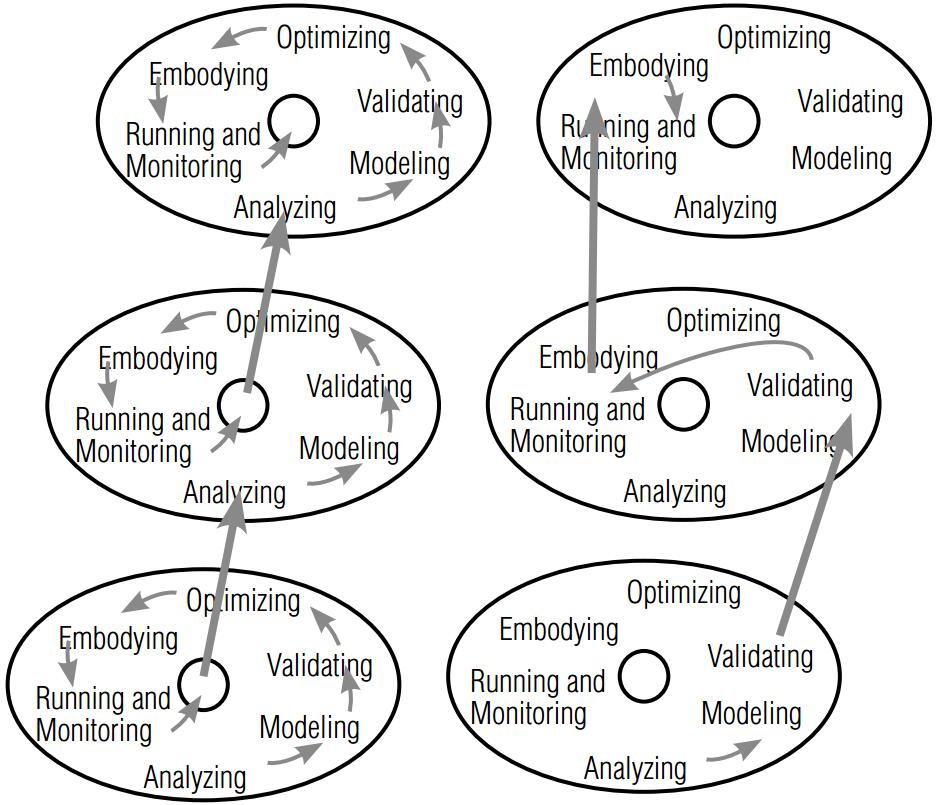 Optimizing
Embodying
Validating
Running and
Monitoring
Modeling
Analyzing
Optimizing
Embodying
Validating
Running and
Monitoring
Modeling
Analyzing
Optimizing
Embodying
Validating
Running and
Monitoring
Modeling
Analyzing
Optimizing
Embodying
Validating
Running and
Monitoring
Modeling
Analyzing
Optimizing
Embodying
Validating
Running and
Monitoring
Modeling
Analyzing
Optimizing
Embodying
Validating
Running and
Monitoring
Modeling
Analyzing